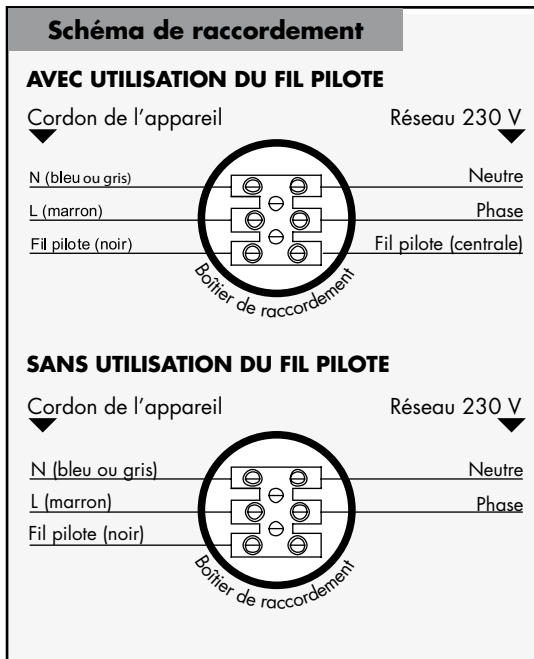 Schéma de raccordement
AVEC UTILISATION DU FIL PILOTE
Cordon de l'appareil Réseau 230 V
N (bleu ou gris) Neutre
L (marron) Phase
Fil pilote (noir) Fil pilote (centrale)
Boîtier de raccordement
SANS UTILISATION DU FIL PILOTE
Cordon de l'appareil Réseau 230 V
N (bleu ou gris) Neutre
L (marron) Phase
Fil pilote (noir)
Boîtier de raccordement